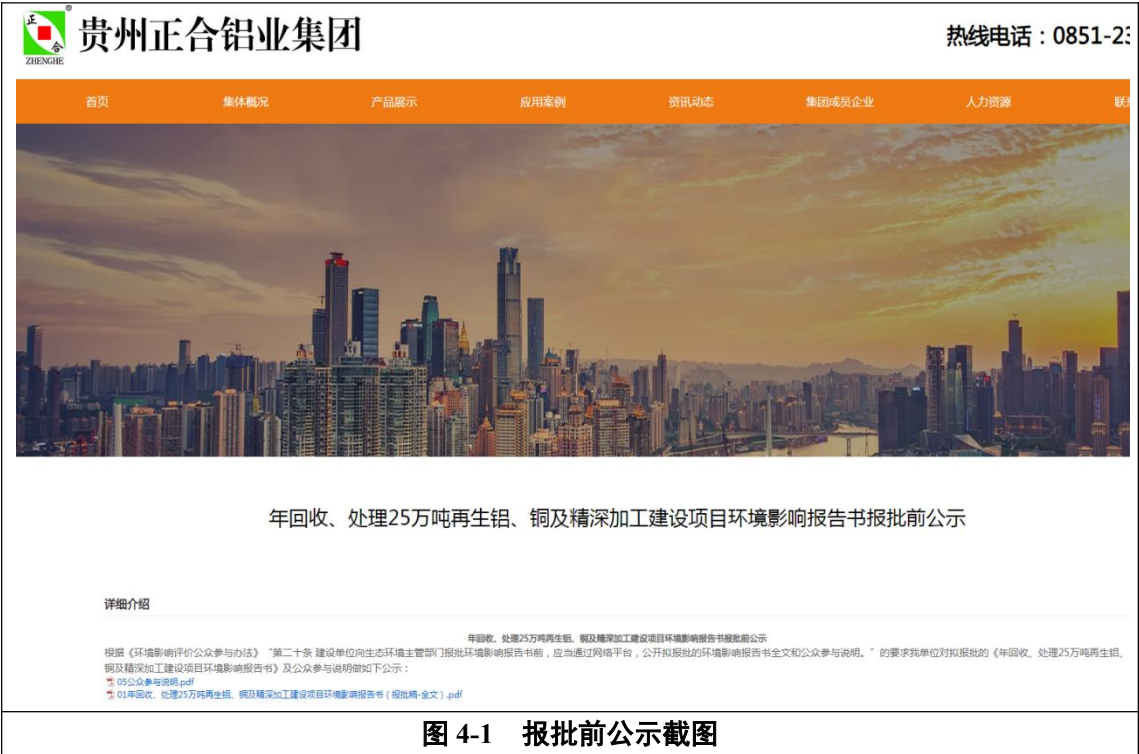 正
合
®
ZHENGHE
贵州正合铝业集团
热线电话：0851-23
首页 集体概况 产品展示 应用案例 资讯动态 集团成员企业 人力资源 联系
年回收、处理25万吨再生铝、铜及精深加工建设项目环境影响报告书报批前公示
详细介绍
年回收、处理25万吨再生铝、铜及精深加工建设项目环境影响报告书报批前公示
根据《环境影响评价公众参与办法》“第二十条 建设单位向生态环境主管部门报批环境影响报告书前，应当通过网络平台，公开拟报批的环境影响报告书全文和公众参与说明。”的要求我单位对拟报批的《年回收、处理25万吨再生铝、
铜及精深加工建设项目环境影响报告书》及公众参与说明做如下公示：
05公众参与说明.pdf
01年回收、处理25万吨再生铝、铜及精深加工建设项目环境影响报告书（报批稿-全文）.pdf
图 4-1 报批前公示截图